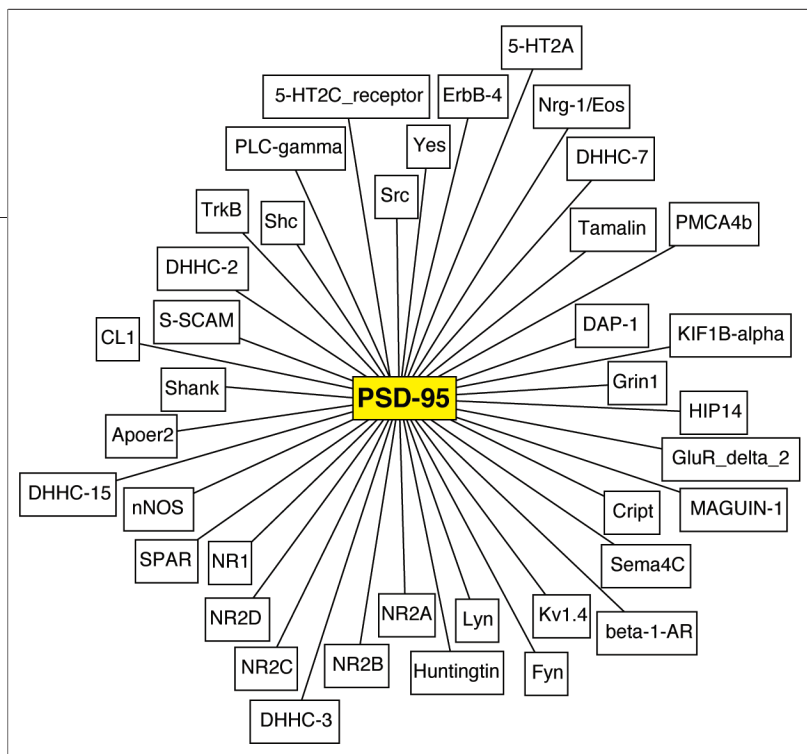 5-HT2A
5-HT2C_receptor
ErbB-4
Nrg-1/Eos
Yes
PLC-gamma
DHHC-7
Src
TrkB
Shc
Tamalin
PMCA4b
DHHC-2
S-SCAM
DAP-1
KIF1B-alpha
CL1
Shank
Grin1
PSD-95
HIP14
Apoer2
GluR_delta_2
DHHC-15
nNOS
Cript
MAGUIN-1
SPAR
NR1
Sema4C
NR2D
NR2A
Lyn
Kv1.4
beta-1-AR
NR2C
NR2B
Huntingtin
Fyn
DHHC-3